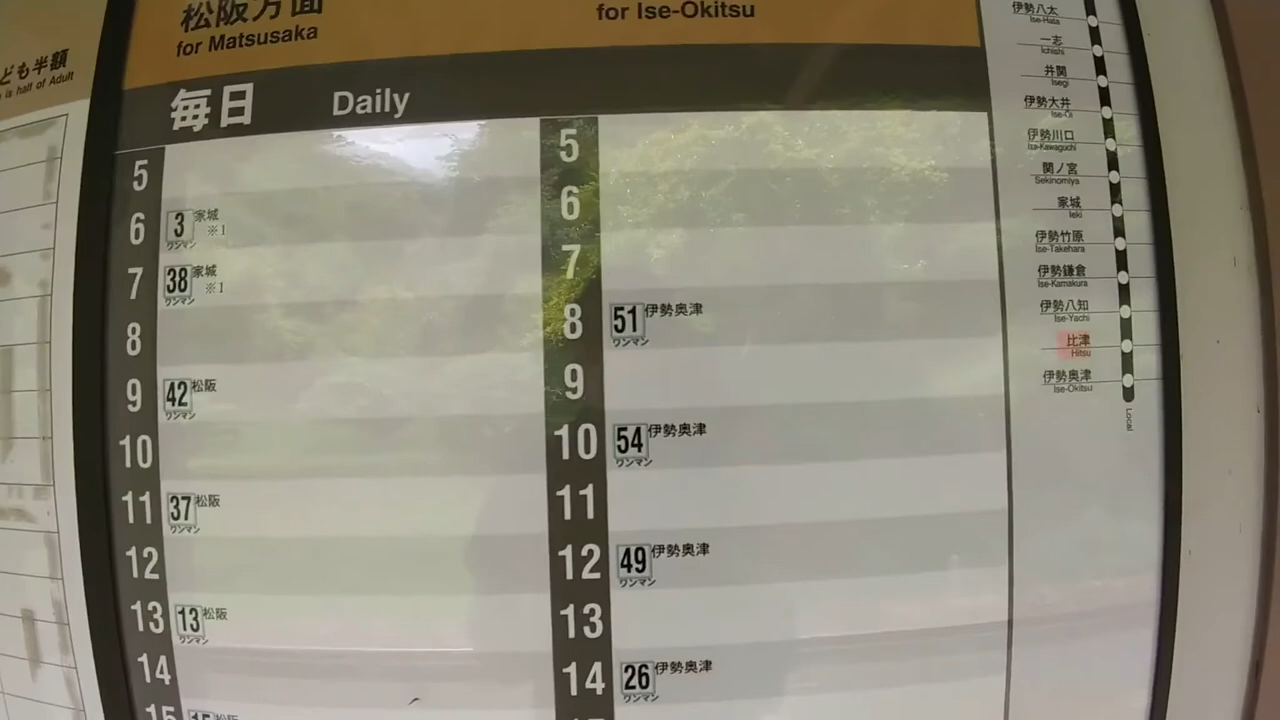 ども半額
is half of Adult
松阪方面
for Matsusaka
for Ise-Okitsu
毎日
Daily
5
6 3 家城
※1
ワンマン
7 38 家城
※1
ワンマン
8
9 42 松阪
ワンマン
10
11 37 松阪
ワンマン
12
13 13 松阪
ワンマン
14
15 15 松阪
5
6
7
8 51 伊勢奥津
ワンマン
9
10 54 伊勢奥津
ワンマン
11
12 49 伊勢奥津
ワンマン
13
14 26 伊勢奥津
ワンマン
伊勢八太
Ise-Hata
一志
Ichishi
井関
Isegi
伊勢大井
Ise-Oi
伊勢川口
Ise-Kawaguchi
関ノ宮
Sekinomiya
家城
Ieki
伊勢竹原
Ise-Takehara
伊勢鎌倉
Ise-Kamakura
伊勢八知
Ise-Yachi
比津
Hitsu
伊勢奥津
Ise-Okitsu
Local